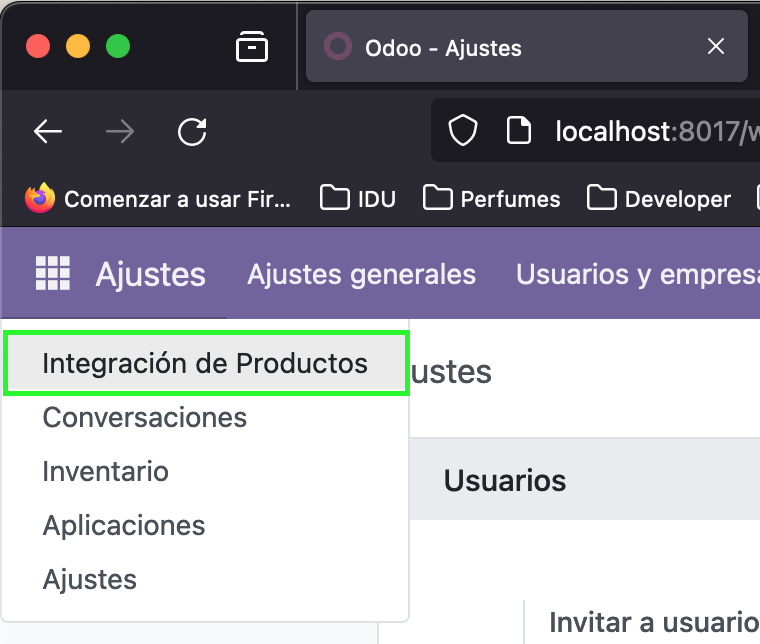 Odoo - Ajustes
localhost:8017/w
Comenzar a usar Fir...
IDU
Perfumes
Developer
Ajustes
Ajustes generales
Usuarios y empresa
Integración de Productos
ustes
Conversaciones
Inventario
Usuarios
Aplicaciones
Ajustes
Invitar a usuario